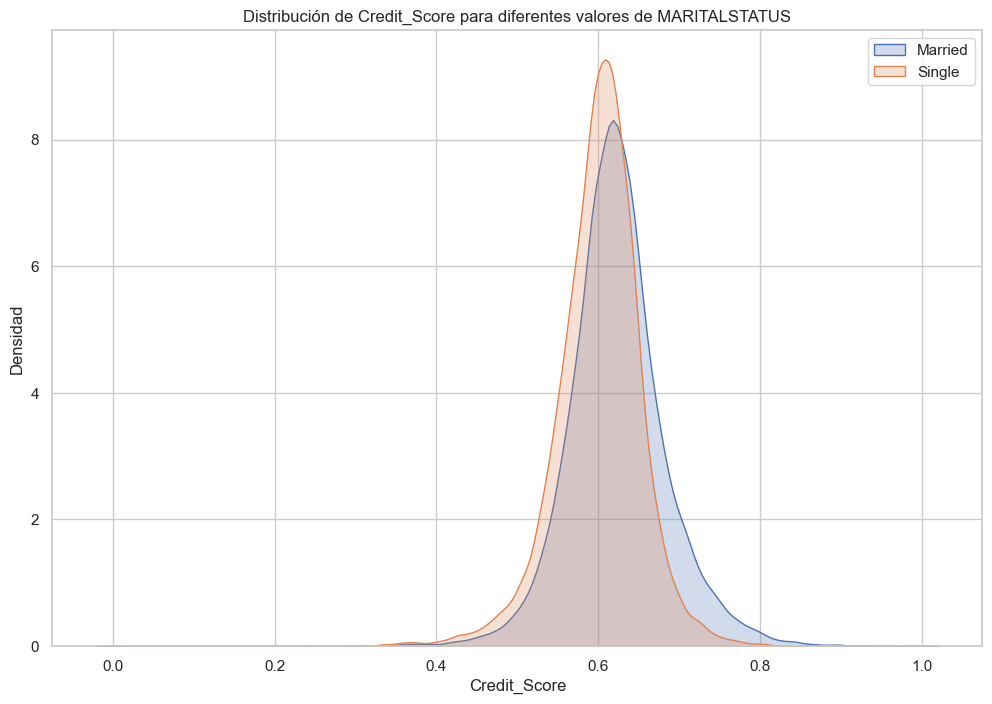 Distribución de Credit_Score para diferentes valores de MARITALSTATUS
Married
Single
Densidad
8
6
4
2
0
0.0 0.2 0.4 0.6 0.8 1.0
Credit_Score